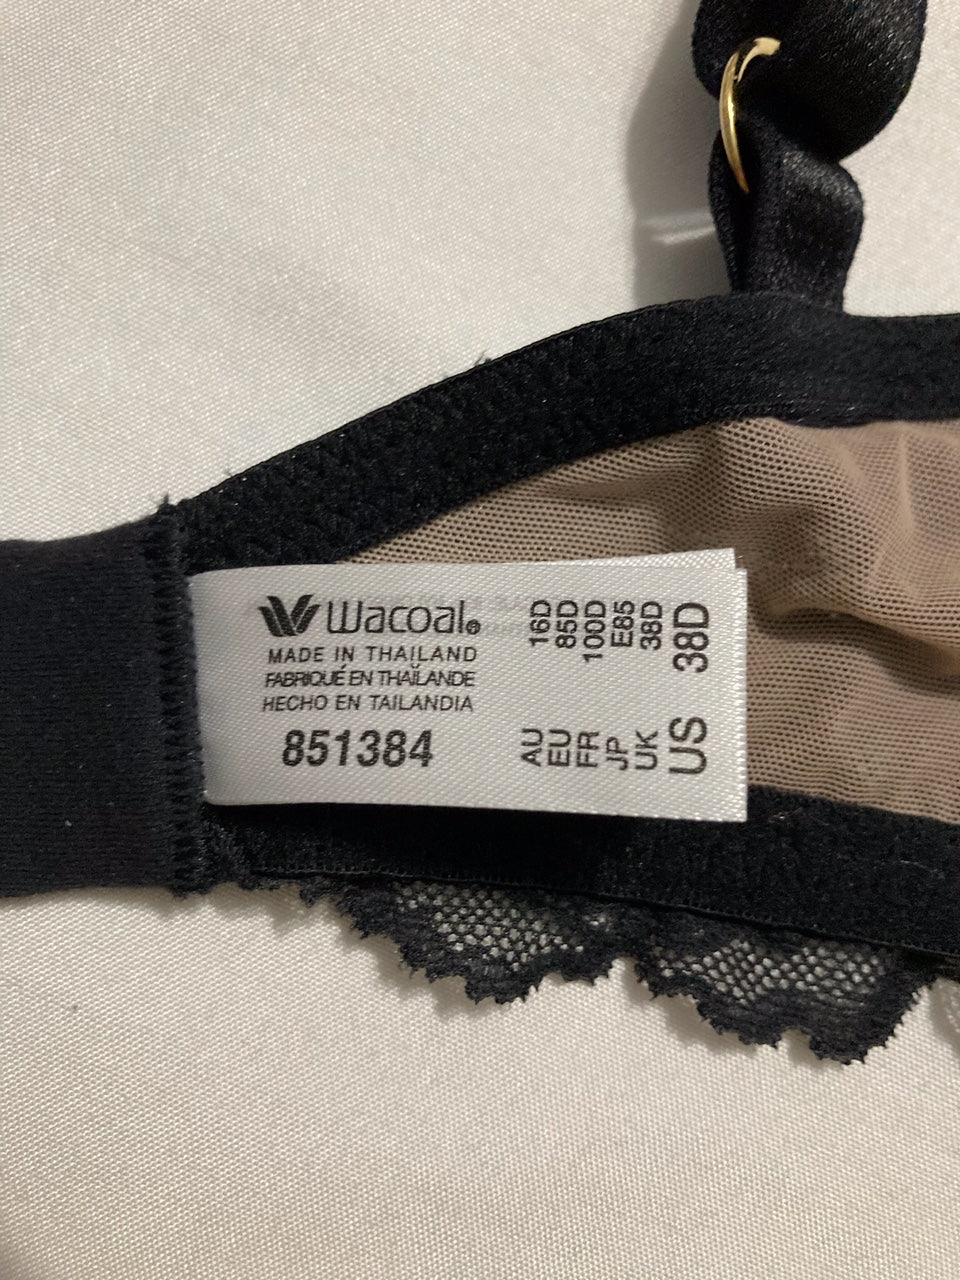 Wacoal®
MADE IN THAILAND
FABRIQUÉ EN THAÏLANDE
HECHO EN TAILANDIA
851384
AU 16D
EU 85D
FR 100D
JP E85
UK 38D
US 38D